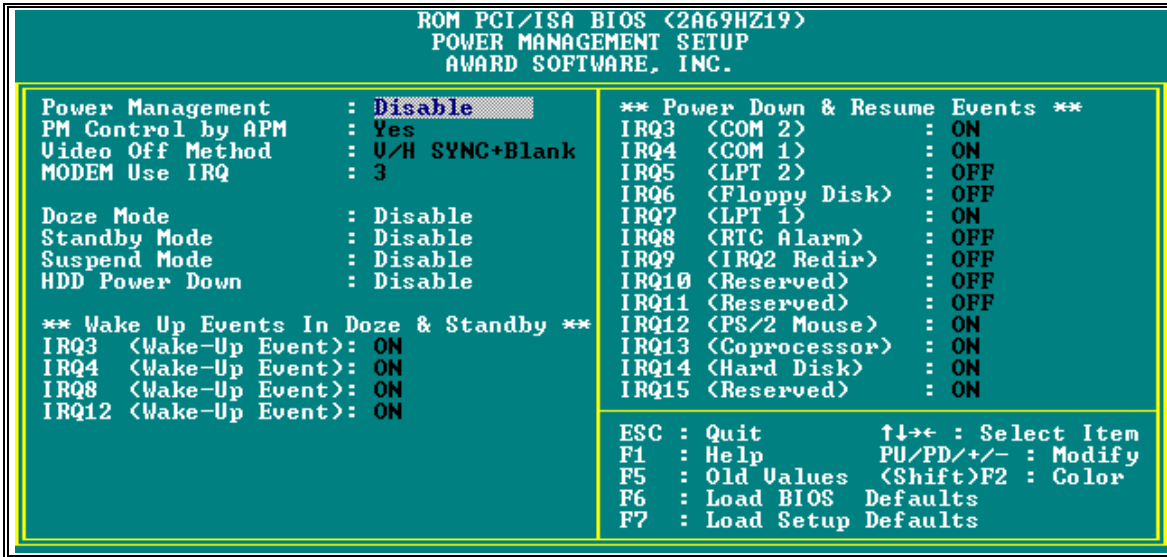 ROM PCI/ISA BIOS (2A69HZ19)
POWER MANAGEMENT SETUP
AWARD SOFTWARE, INC.
Power Management : Disable
PM Control by APM : Yes
Video Off Method : V/H SYNC+Blank
MODEM Use IRQ : 3
Doze Mode : Disable
Standby Mode : Disable
Suspend Mode : Disable
HDD Power Down : Disable
** Wake Up Events In Doze & Standby **
IRQ3 (Wake-Up Event): ON
IRQ4 (Wake-Up Event): ON
IRQ8 (Wake-Up Event): ON
IRQ12 (Wake-Up Event): ON
** Power Down & Resume Events **
IRQ3 (COM 2) : ON
IRQ4 (COM 1) : ON
IRQ5 (LPT 2) : OFF
IRQ6 (Floppy Disk) : OFF
IRQ7 (LPT 1) : ON
IRQ8 (RTC Alarm) : OFF
IRQ9 (IRQ2 Redir) : OFF
IRQ10 (Reserved) : OFF
IRQ11 (Reserved) : OFF
IRQ12 (PS/2 Mouse) : ON
IRQ13 (Coprocessor) : ON
IRQ14 (Hard Disk) : ON
IRQ15 (Reserved) : ON
ESC : Quit ↑↓→← : Select Item
F1 : Help PU/PD/+/- : Modify
F5 : Old Values (Shift)F2 : Color
F6 : Load BIOS Defaults
F7 : Load Setup Defaults